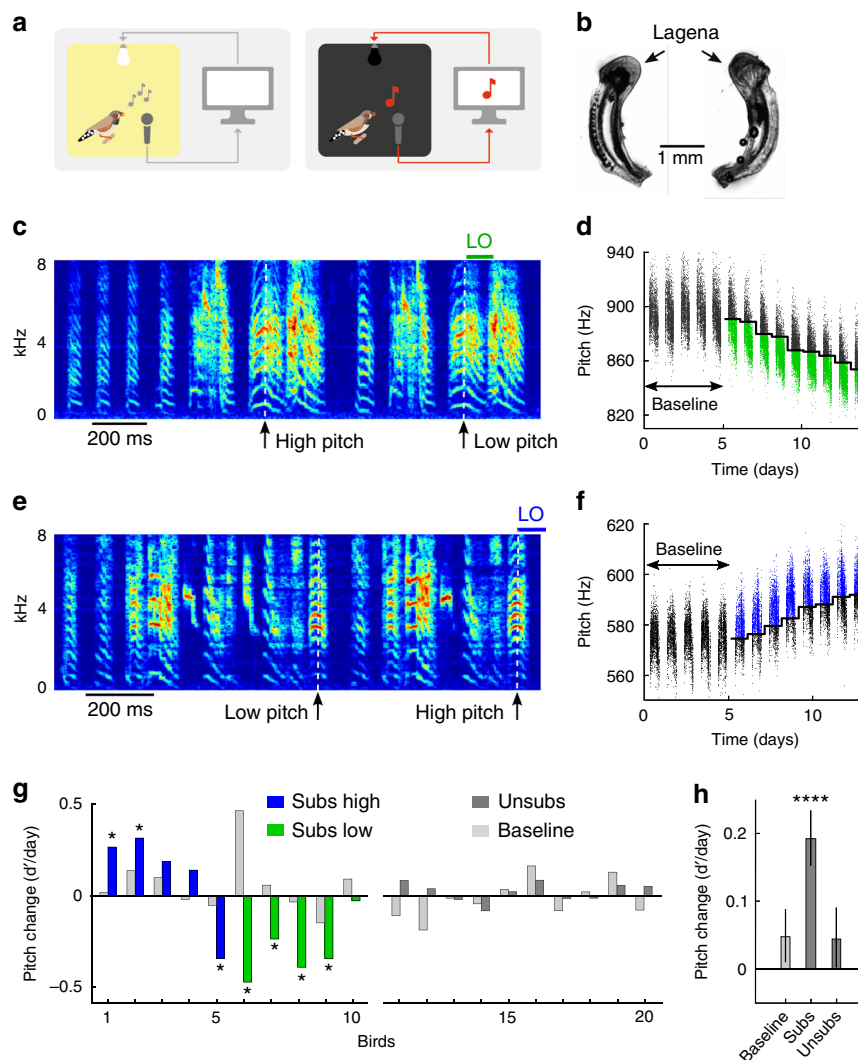 a
b
Lagena
1 mm
c
LO
8
4
0
kHz
200 ms
High pitch
Low pitch
d
940
900
860
820
Pitch (Hz)
Baseline
0
5
10
Time (days)
e
LO
8
4
0
kHz
200 ms
Low pitch
High pitch
f
620
600
580
560
Pitch (Hz)
Baseline
0
5
10
Time (days)
g
0.5
0
−0.5
Pitch change (d′/day)
Subs high
Subs low
Unsubs
Baseline
*
*
*
*
*
*
*
1
5
10
15
20
Birds
h
****
0.2
0.1
0
Pitch change (d′/day)
Baseline
Subs
Unsubs